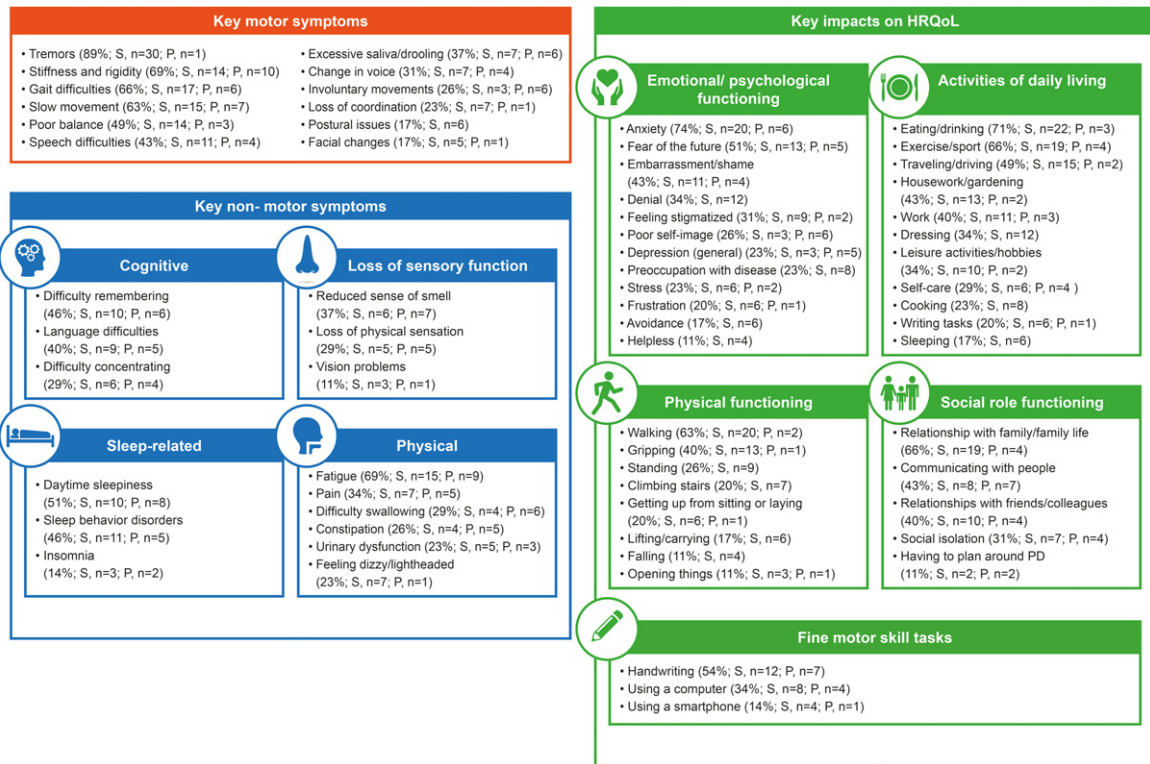 Key motor symptoms
• Tremors (89%; S, n=30; P, n=1)
• Stiffness and rigidity (69%; S, n=14; P, n=10)
• Gait difficulties (66%; S, n=17; P, n=6)
• Slow movement (63%; S, n=15; P, n=7)
• Poor balance (49%; S, n=14; P, n=3)
• Speech difficulties (43%; S, n=11; P, n=4)
• Excessive saliva/drooling (37%; S, n=7; P, n=6)
• Change in voice (31%; S, n=7; P, n=4)
• Involuntary movements (26%; S, n=3; P, n=6)
• Loss of coordination (23%; S, n=7; P, n=1)
• Postural issues (17%; S, n=6)
• Facial changes (17%; S, n=5; P, n=1)
Key non- motor symptoms
Cognitive
• Difficulty remembering
(46%; S, n=10; P, n=6)
• Language difficulties
(40%; S, n=9; P, n=5)
• Difficulty concentrating
(29%; S, n=6; P, n=4)
Loss of sensory function
• Reduced sense of smell
(37%; S, n=6; P, n=7)
• Loss of physical sensation
(29%; S, n=5; P, n=5)
• Vision problems
(11%; S, n=3; P, n=1)
Sleep-related
• Daytime sleepiness
(51%; S, n=10; P, n=8)
• Sleep behavior disorders
(46%; S, n=11; P, n=5)
• Insomnia
(14%; S, n=3; P, n=2)
Physical
• Fatigue (69%; S, n=15; P, n=9)
• Pain (34%; S, n=7; P, n=5)
• Difficulty swallowing (29%; S, n=4; P, n=6)
• Constipation (26%; S, n=4; P, n=5)
• Urinary dysfunction (23%; S, n=5; P, n=3)
• Feeling dizzy/lightheaded
(23%; S, n=7; P, n=1)
Key impacts on HRQoL
Emotional/ psychological
functioning
• Anxiety (74%; S, n=20; P, n=6)
• Fear of the future (51%; S, n=13; P, n=5)
• Embarrassment/shame
(43%; S, n=11; P, n=4)
• Denial (34%; S, n=12)
• Feeling stigmatized (31%; S, n=9; P, n=2)
• Poor self-image (26%; S, n=3; P, n=6)
• Depression (general) (23%; S, n=3; P, n=5)
• Preoccupation with disease (23%; S, n=8)
• Stress (23%; S, n=6; P, n=2)
• Frustration (20%; S, n=6; P, n=1)
• Avoidance (17%; S, n=6)
• Helpless (11%; S, n=4)
Activities of daily living
• Eating/drinking (71%; S, n=22; P, n=3)
• Exercise/sport (66%; S, n=19; P, n=4)
• Traveling/driving (49%; S, n=15; P, n=2)
• Housework/gardening
(43%; S, n=13; P, n=2)
• Work (40%; S, n=11; P, n=3)
• Dressing (34%; S, n=12)
• Leisure activities/hobbies
(34%; S, n=10; P, n=2)
• Self-care (29%; S, n=6; P, n=4 )
• Cooking (23%; S, n=8)
• Writing tasks (20%; S, n=6; P, n=1)
• Sleeping (17%; S, n=6)
Physical functioning
• Walking (63%; S, n=20; P, n=2)
• Gripping (40%; S, n=13; P, n=1)
• Standing (26%; S, n=9)
• Climbing stairs (20%; S, n=7)
• Getting up from sitting or laying
(20%; S, n=6; P, n=1)
• Lifting/carrying (17%; S, n=6)
• Falling (11%; S, n=4)
• Opening things (11%; S, n=3; P, n=1)
Social role functioning
• Relationship with family/family life
(66%; S, n=19; P, n=4)
• Communicating with people
(43%; S, n=8; P, n=7)
• Relationships with friends/colleagues
(40%; S, n=10; P, n=4)
• Social isolation (31%; S, n=7; P, n=4)
• Having to plan around PD
(11%; S, n=2; P, n=2)
Fine motor skill tasks
• Handwriting (54%; S, n=12; P, n=7)
• Using a computer (34%; S, n=8; P, n=4)
• Using a smartphone (14%; S, n=4; P, n=1)